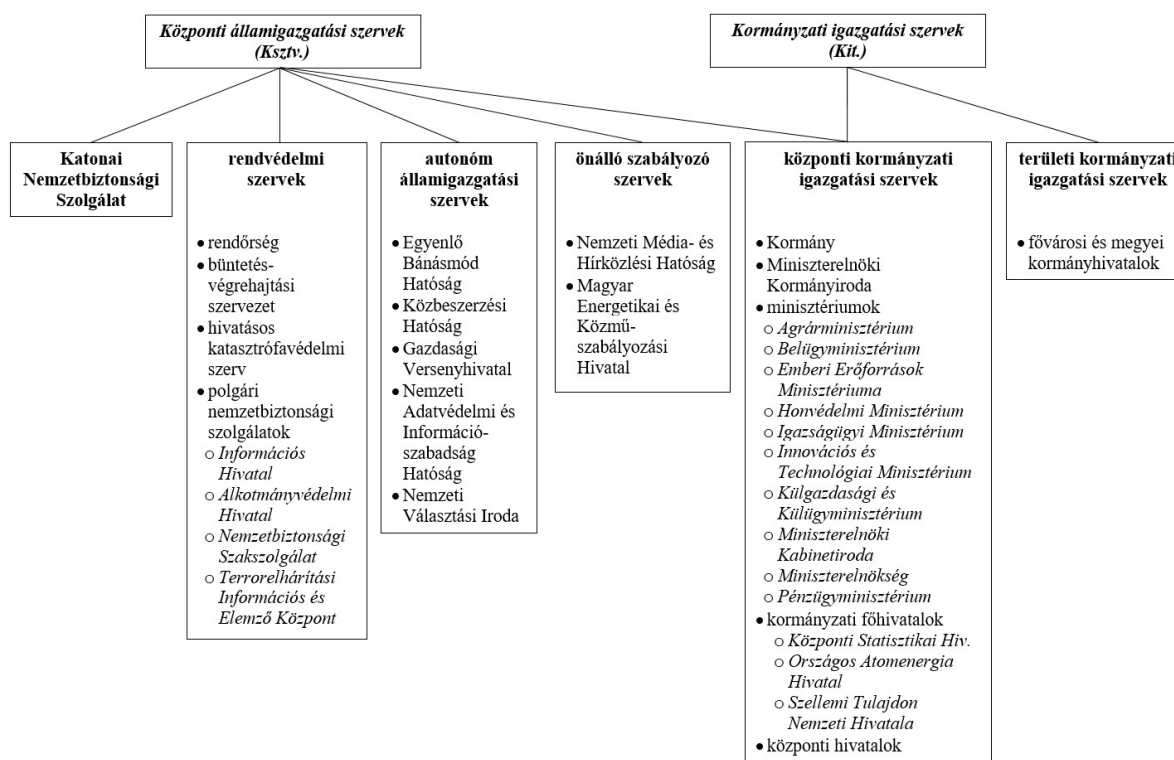 Központi államigazgatási szervek
(Ksztv.)
Kormányzati igazgatási szervek
(Kit.)
Katonai
Nemzetbiztonsági
Szolgálat
rendvédelmi
szervek
• rendőrség
• büntetés-
végrehajtási
szervezet
• hivatásos
katasztrófavédelmi
szerv
• polgári
nemzetbiztonsági
szolgálatok
o Információs
Hivatal
o Alkotmányvédelmi
Hivatal
o Nemzetbiztonsági
Szakszolgálat
o Terrorelhárítási
Információs és
Elemző Központ
autonóm
államigazgatási
szervek
• Egyenlő
Bánásmód
Hatóság
• Közbeszerzési
Hatóság
• Gazdasági
Versenyhivatal
• Nemzeti
Adatvédelmi és
Információ-
szabadság
Hatóság
• Nemzeti
Választási Iroda
önálló szabályozó
szervek
• Nemzeti Média- és
Hírközlési Hatóság
• Magyar
Energetikai és
Közmű-
szabályozási
Hivatal
központi kormányzati
igazgatási szervek
• Kormány
• Miniszterelnöki
Kormányiroda
• minisztériumok
o Agrárminisztérium
o Belügyminisztérium
o Emberi Erőforrások
Minisztériuma
o Honvédelmi Minisztérium
o Igazságügyi Minisztérium
o Innovációs és
Technológiai Minisztérium
o Külgazdasági és
Külügyminisztérium
o Miniszterelnöki
Kabinetiroda
o Miniszterelnökség
o Pénzügyminisztérium
• kormányzati főhivatalok
o Központi Statisztikai Hiv.
o Országos Atomenergia
Hivatal
o Szellemi Tulajdon
Nemzeti Hivatala
• központi hivatalok
területi kormányzati
igazgatási szervek
• fővárosi és megyei
kormányhivatalok